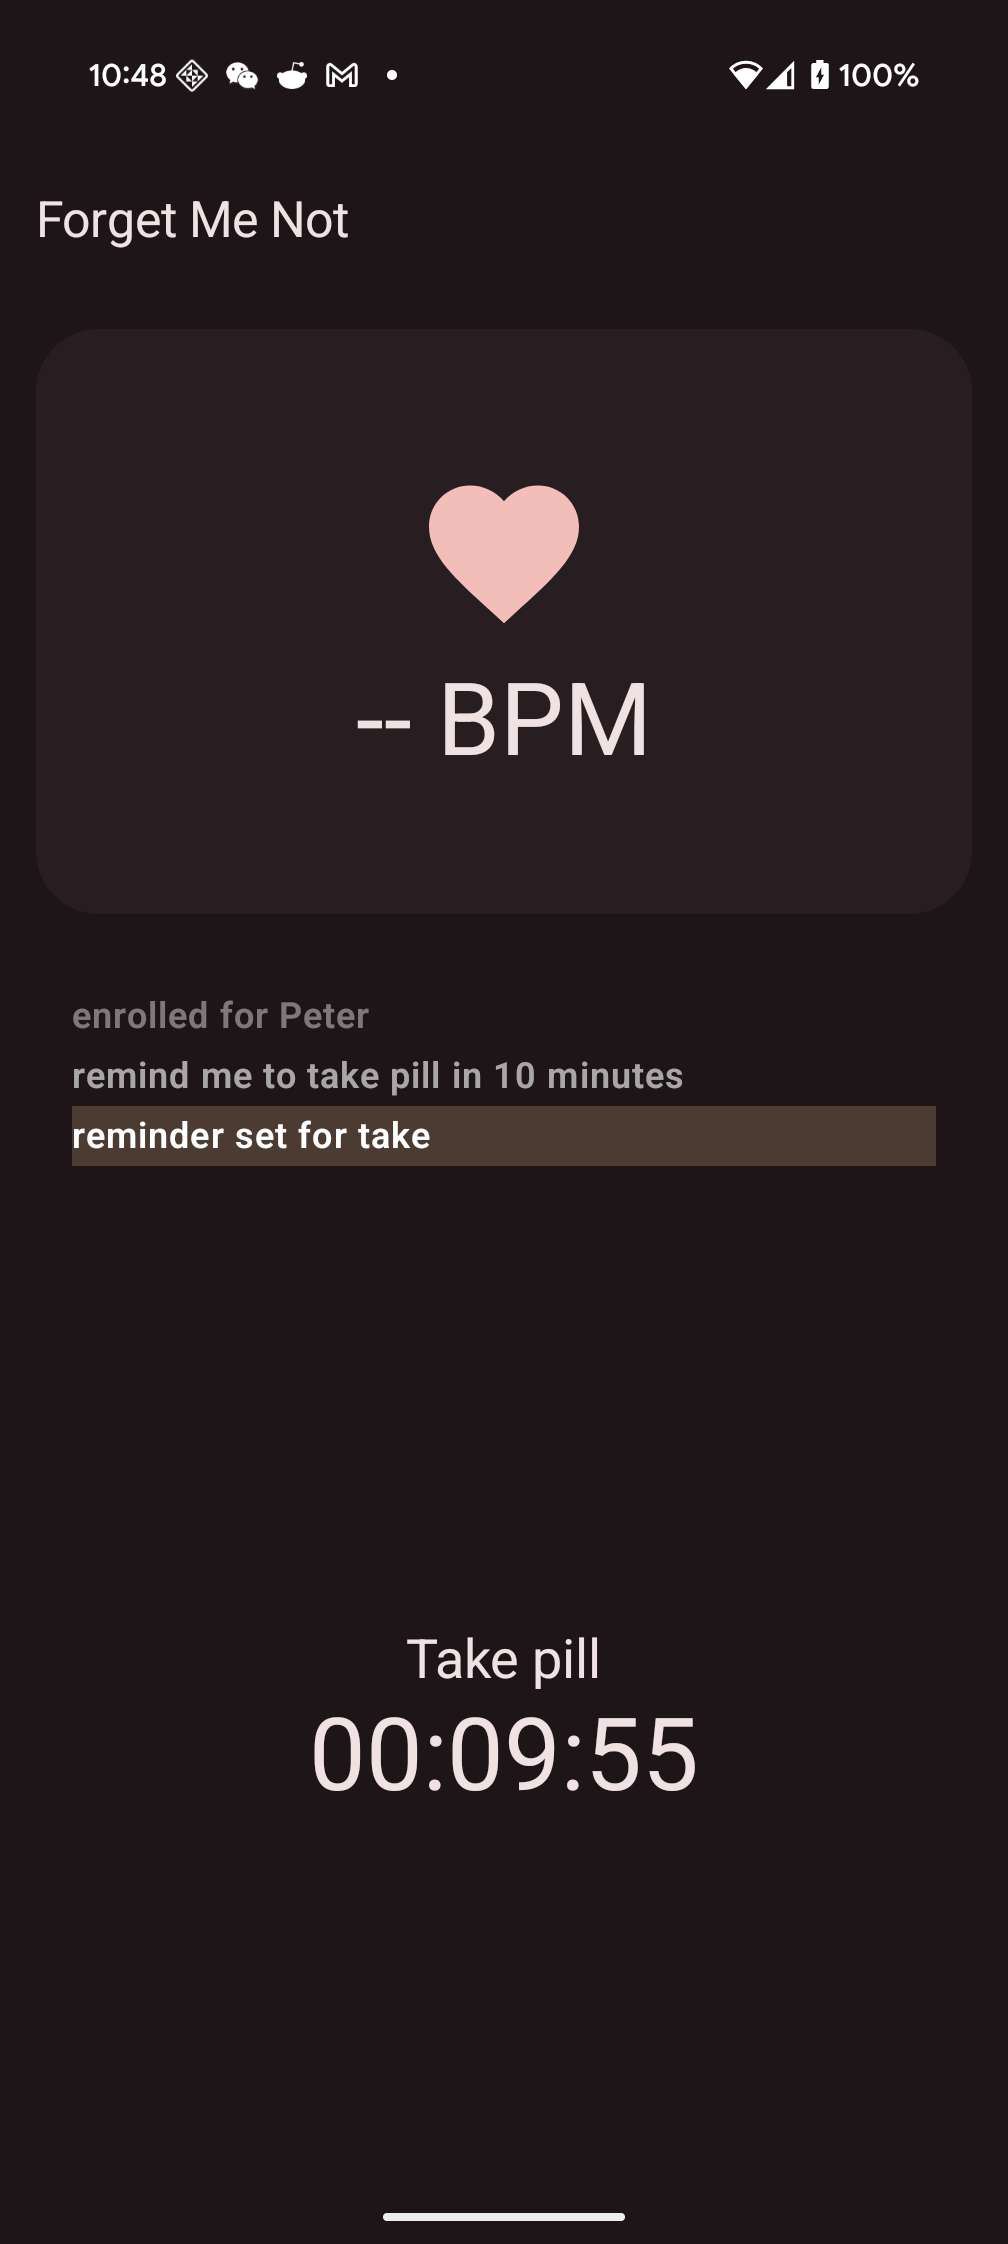 10:48 100%
Forget Me Not
-- BPM
enrolled for Peter
remind me to take pill in 10 minutes
reminder set for take
Take pill
00:09:55